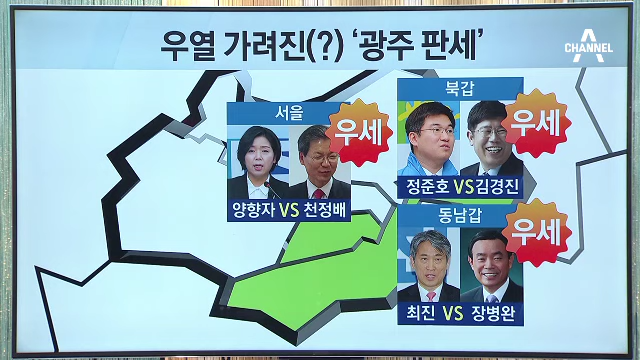 우열 가려진(?) '광주 판세'
CHANNEL A
서을
우세
양향자 VS 천정배
북갑
우세
정준호 VS 김경진
동남갑
우세
최진 VS 장병완